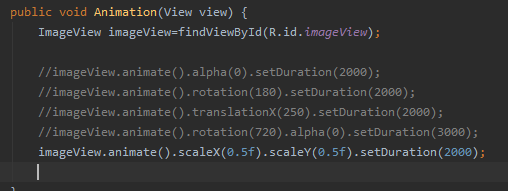 public void Animation(View view) {
ImageView imageView=findViewById(R.id.imageView);
//imageView.animate().alpha(0).setDuration(2000);
//imageView.animate().rotation(180).setDuration(2000);
//imageView.animate().translationX(250).setDuration(2000);
//imageView.animate().rotation(720).alpha(0).setDuration(3000);
imageView.animate().scaleX(0.5f).scaleY(0.5f).setDuration(2000);
}